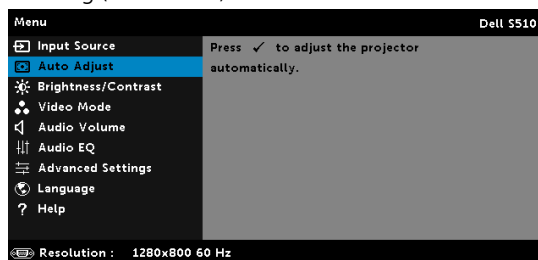 Menu Dell S510
Input Source
Auto Adjust
Brightness/Contrast
Video Mode
Audio Volume
Audio EQ
Advanced Settings
Language
? Help
Press ✓ to adjust the projector
automatically.
Resolution : 1280x800 60 Hz